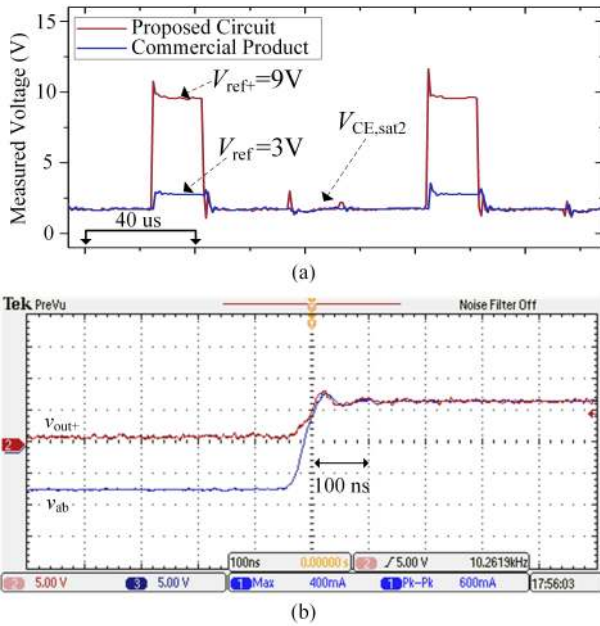 15
Proposed Circuit
Commercial Product
Vref+=9V
10
VCE,sat2
Vref=3V
5
0
40 us
Measured Voltage (V)
(a)
Tek PreVu
Noise Filter Off
vout+
2
vab
100 ns
100ns 0.00000 s 2 5.00 V 10.2619kHz
2 5.00 V 3 5.00 V 1 Max 400mA 1 Pk-Pk 600mA 17:56:03
(b)